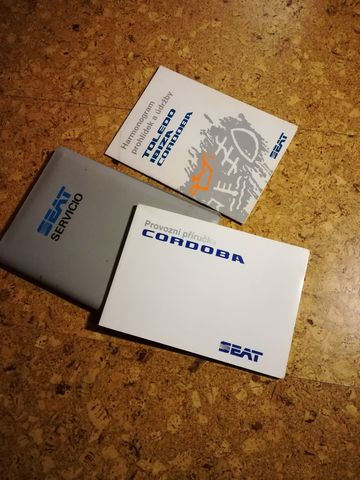 Harmonogram
prohlídek a údržby
TOLEDO
IBIZA
CORDOBA
SEAT
SEAT
SERVICIO
Provozní příručka
CORDOBA
SEAT